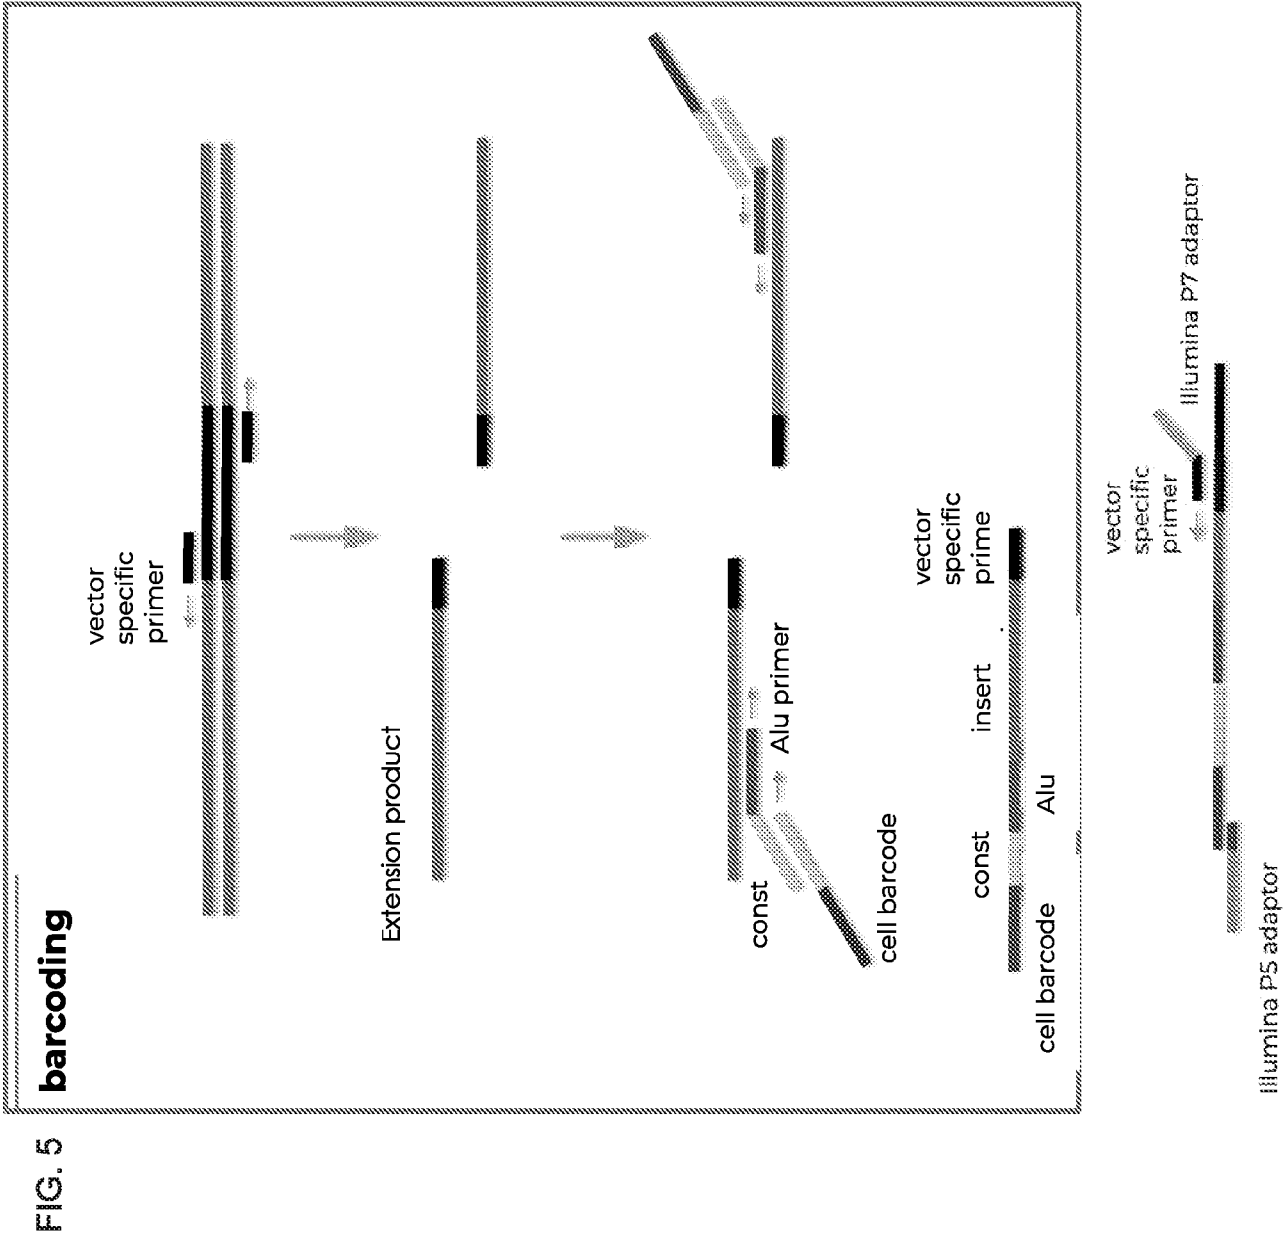 FIG. 5
barcoding
vector
specific
primer
Extension product
const
Alu primer
cell barcode
vector
specific
prime
insert
const
Alu
cell barcode
vector
specific
primer
Illumina P7 adaptor
Illumina P5 adaptor